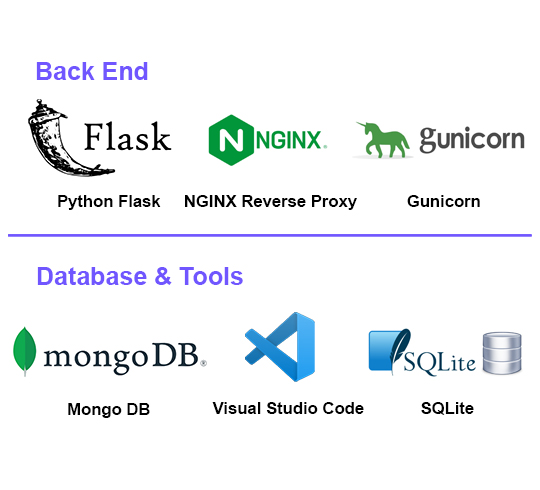 Back End
Flask
NGINX®
gunicorn
Python Flask
NGINX Reverse Proxy
Gunicorn
Database & Tools
mongoDB®
SQLite
Mongo DB
Visual Studio Code
SQLite